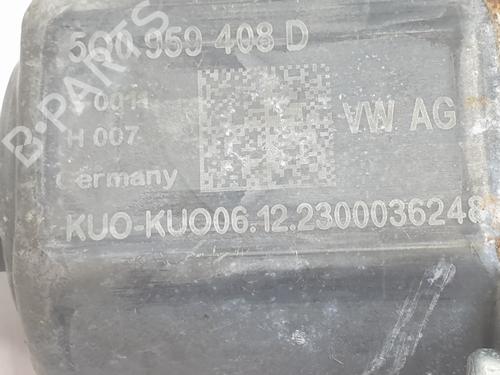 5Q0 959 408 D
H 007
VW AG
Germany
KUO-KUO06.12.2300036248
B-PARTS